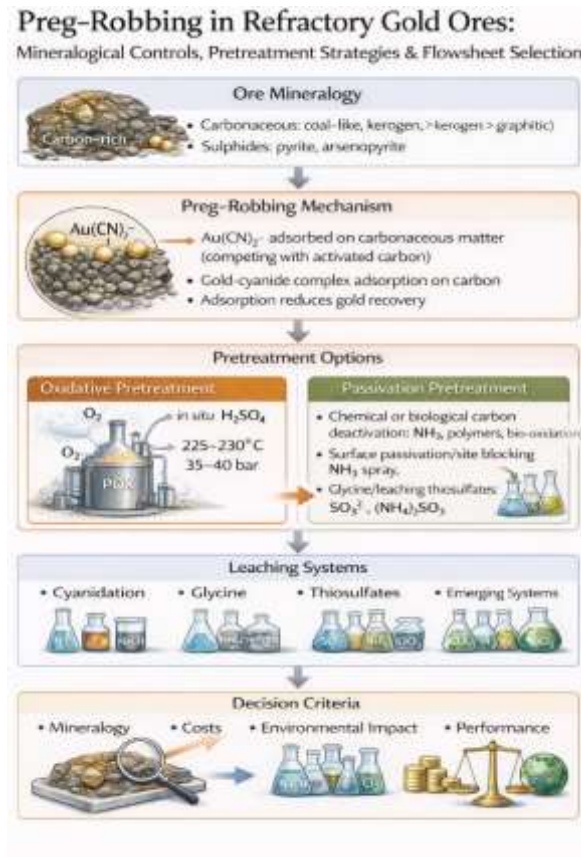 Preg-Robbing in Refractory Gold Ores:
Mineralogical Controls, Pretreatment Strategies & Flowsheet Selection
Ore Mineralogy
Carbon-rich
• Carbonaceous: coal-like, kerogen, >kerogen > graphitic)
• Sulphides: pyrite, arsenopyrite
Preg-Robbing Mechanism
Au(CN)₂⁻
Au(CN)₂⁻ adsorbed on carbonaceous matter
(competing with activated carbon)
• Gold-cyanide complex adsorption on carbon
• Adsorption reduces gold recovery
Pretreatment Options
Oxidative Pretreatment
O₂
O₂
in situ H₂SO₄
225–230°C
35–40 bar
POX
Passivation Pretreatment
• Chemical or biological carbon
deactivation: NH₃, polymers, bio-oxidation
• Surface passivation/site blocking
NH₃ spray.
• Glycine/leaching thiosulfates
SO₃², (NH₄)₂SO₃
Leaching Systems
• Cyanidation
• Glycine
• Thiosulfates
• Emerging Systems
Decision Criteria
• Mineralogy
• Costs
• Environmental Impact
• Performance